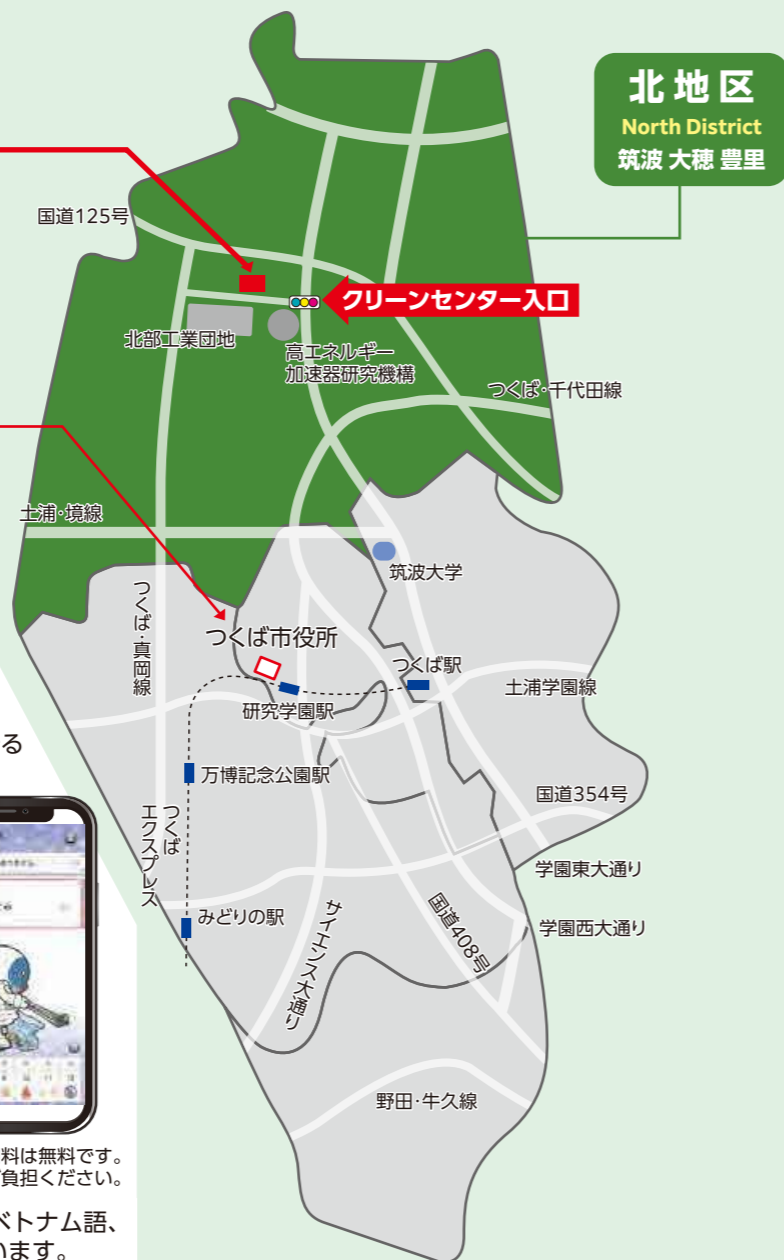 北地区
North District
筑波 大穂 豊里
国道125号
クリーンセンター入口
北部工業団地
高エネルギー
加速器研究機構
つくば・千代田線
土浦・境線
筑波大学
つくば・真岡線
つくば市役所
つくば駅
研究学園駅
土浦学園線
る
万博記念公園駅
国道354号
つくば
エクスプレス
学園東大通り
みどりの駅
サイエンス大通り
国道408号
学園西大通り
野田・牛久線
料は無料です。
負担ください。
ベトナム語、
います。